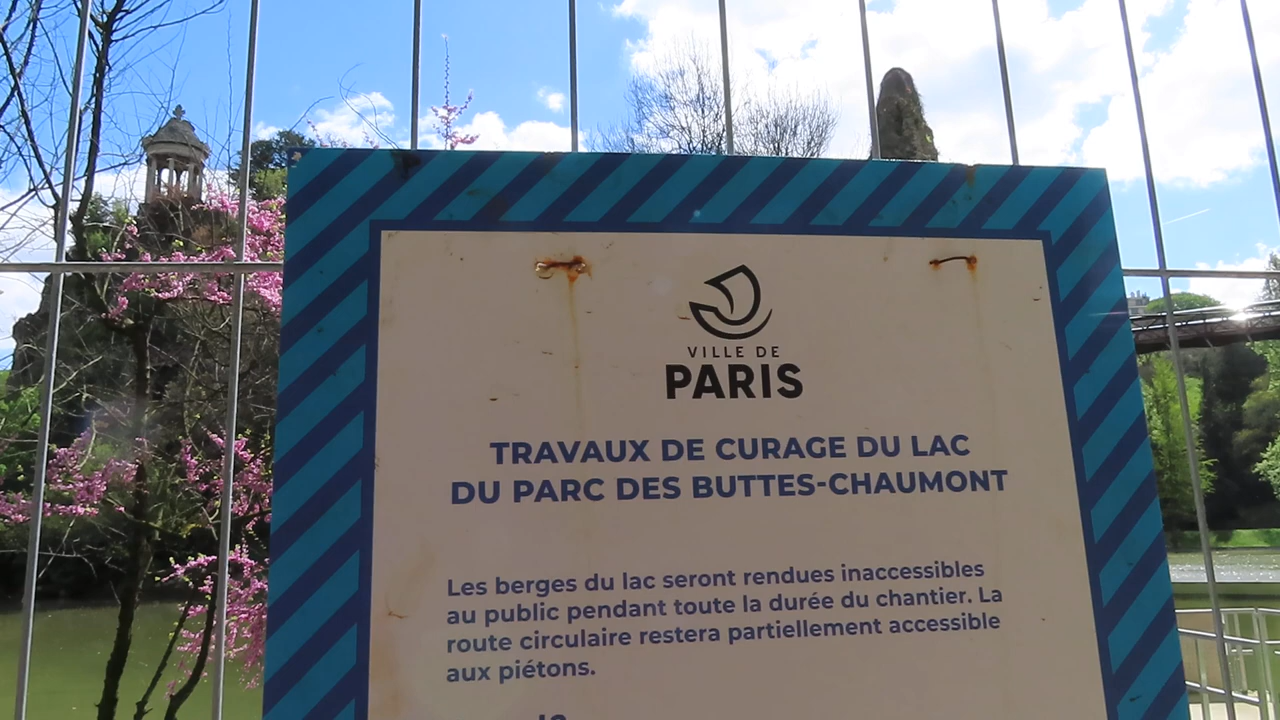 VILLE DE
PARIS
TRAVAUX DE CURAGE DU LAC
DU PARC DES BUTTES-CHAUMONT
Les berges du lac seront rendues inaccessibles
au public pendant toute la durée du chantier. La
route circulaire restera partiellement accessible
aux piétons.